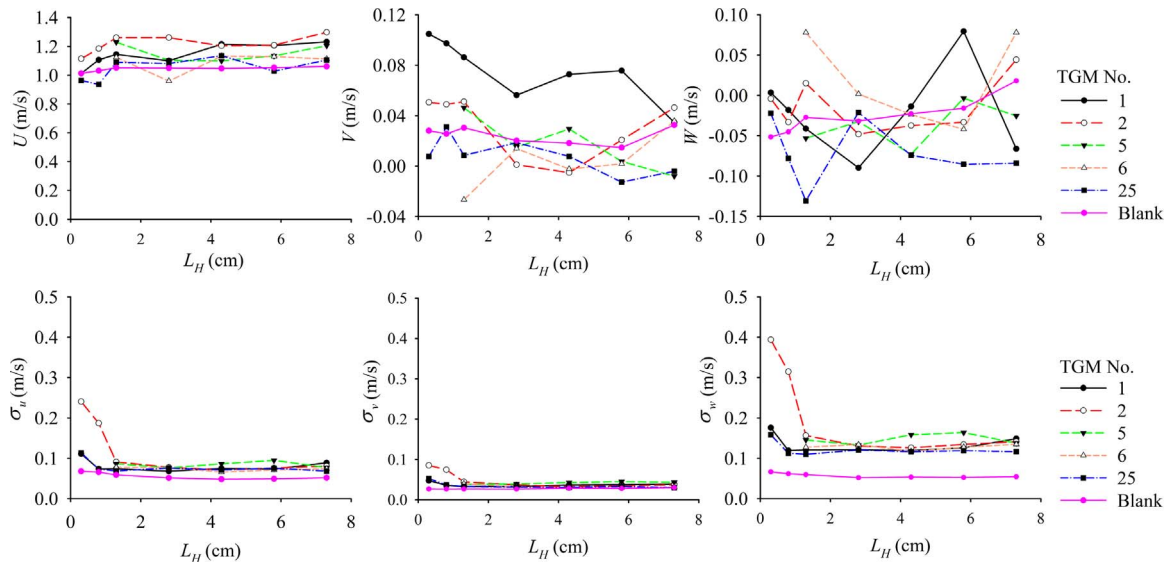 1.4
1.2
1.0
0.8
0.6
0.4
0.2
0.0
U (m/s)
0 2 4 6 8
L_H (cm)
0.12
0.08
0.04
0.00
-0.04
V (m/s)
0 2 4 6 8
L_H (cm)
0.10
0.05
0.00
-0.05
-0.10
-0.15
W (m/s)
0 2 4 6 8
L_H (cm)
TGM No.
1
2
5
6
25
Blank
0.5
0.4
0.3
0.2
0.1
0.0
σ_u (m/s)
0 2 4 6 8
L_H (cm)
0.5
0.4
0.3
0.2
0.1
0.0
σ_v (m/s)
0 2 4 6 8
L_H (cm)
0.5
0.4
0.3
0.2
0.1
0.0
σ_w (m/s)
0 2 4 6 8
L_H (cm)
TGM No.
1
2
5
6
25
Blank